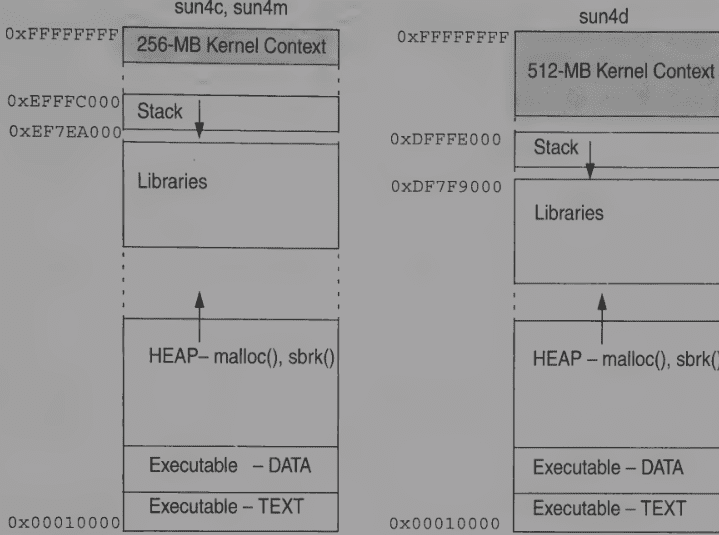 sun4c, sun4m
0xFFFFFFFF
256-MB Kernel Context
0xEFFFC000
Stack
0xEF7EA000
Libraries
HEAP– malloc(), sbrk()
Executable – DATA
Executable – TEXT
0x00010000
sun4d
0xFFFFFFFF
512-MB Kernel Context
0xDFFFE000
Stack
0xDF7F9000
Libraries
HEAP – malloc(), sbrk()
Executable – DATA
Executable – TEXT
0x00010000